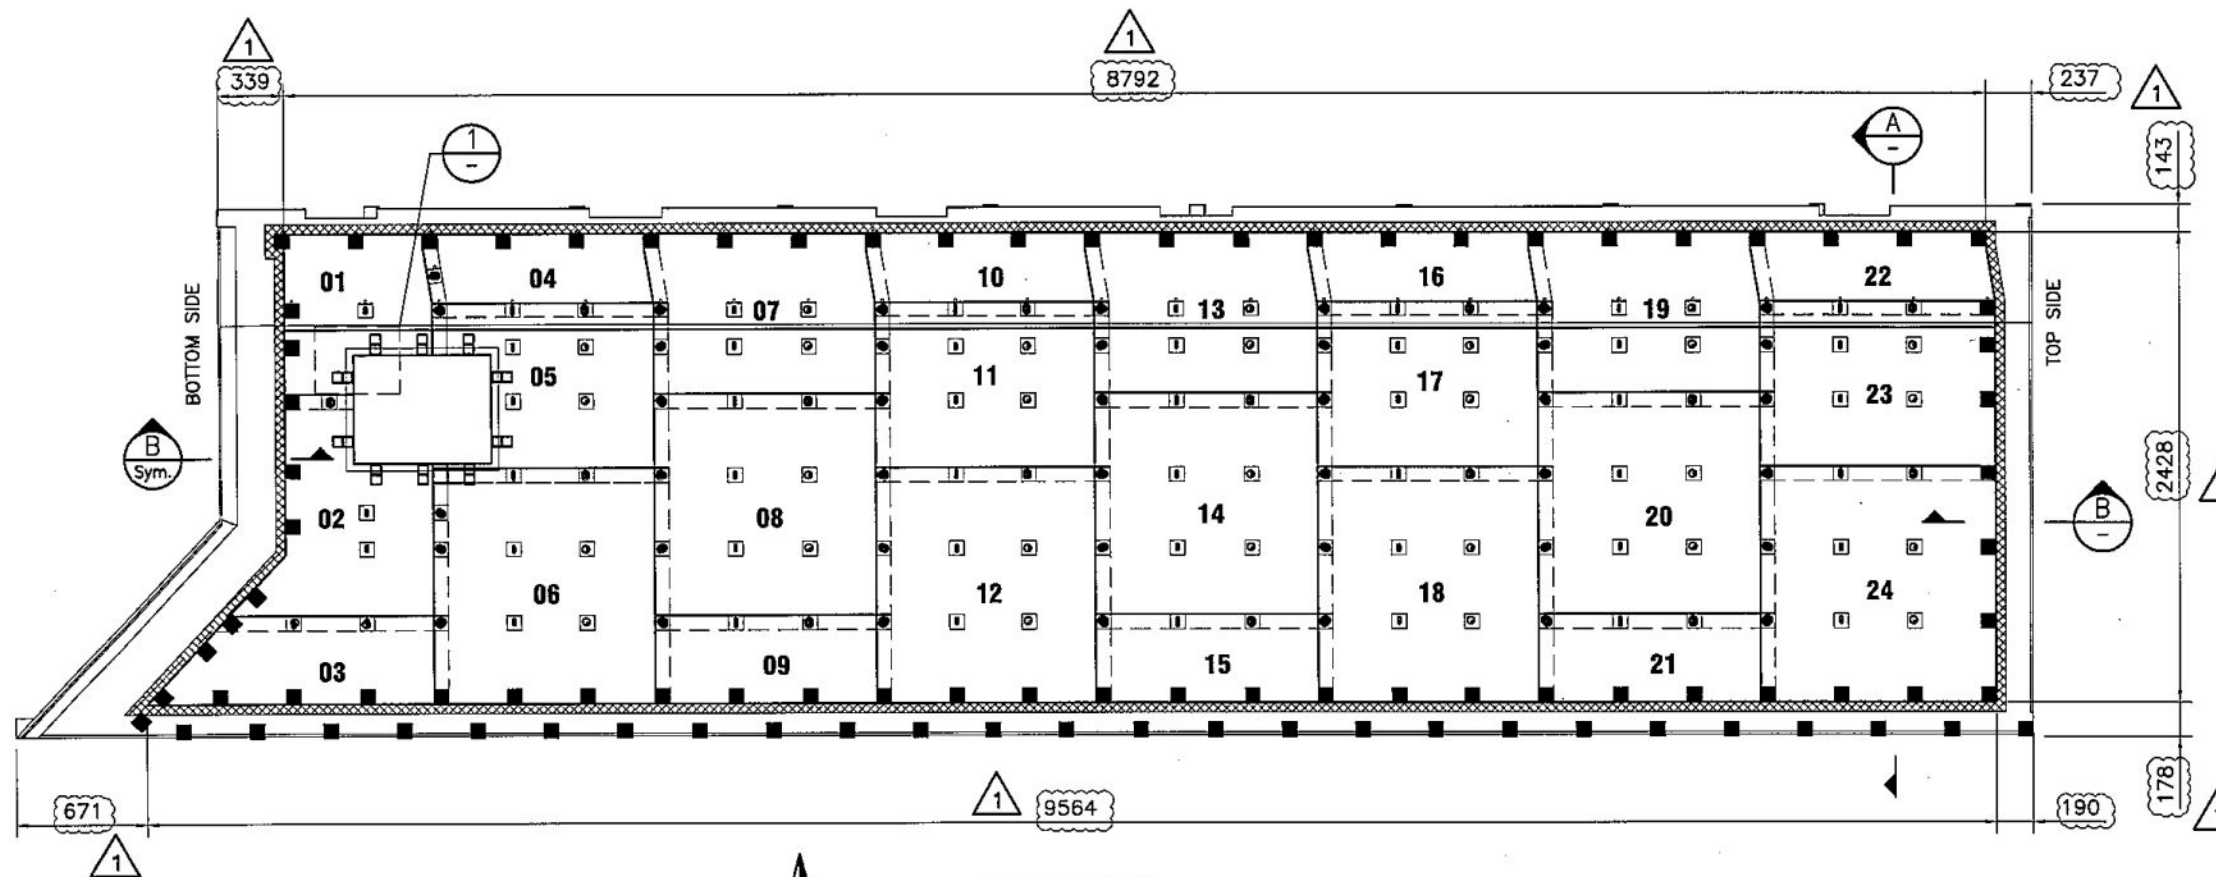 1 1
339 8792 237 1
1 - A - 143
01 04 10 16 22
07 13 19
BOTTOM SIDE
TOP SIDE
05 11 17 23
B Sym.
2428
02 08 14 20
B -
06 12 18 24
03 09 15 21
671 1 9564 190 178
1